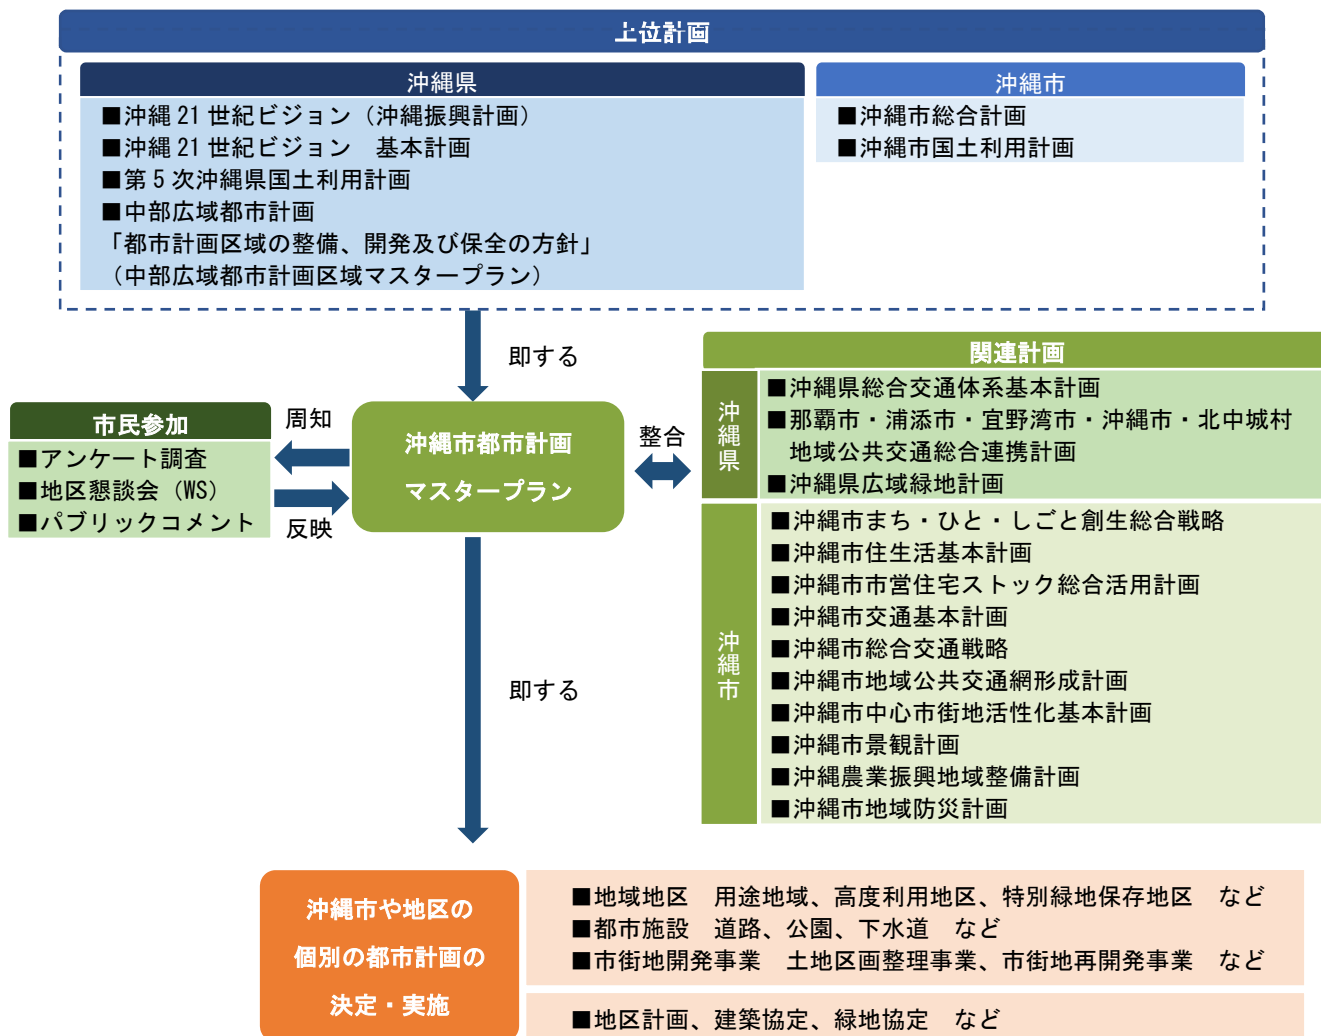 上位計画
沖縄県
■沖縄 21 世紀ビジョン（沖縄振興計画）
■沖縄 21 世紀ビジョン　基本計画
■第 5 次沖縄県国土利用計画
■中部広域都市計画
「都市計画区域の整備、開発及び保全の方針」
（中部広域都市計画区域マスタープラン）
沖縄市
■沖縄市総合計画
■沖縄市国土利用計画
即する
市民参加
■アンケート調査
■地区懇談会（WS）
■パブリックコメント
周知
反映
沖縄市都市計画
マスタープラン
整合
関連計画
沖縄県
■沖縄県総合交通体系基本計画
■那覇市・浦添市・宜野湾市・沖縄市・北中城村
地域公共交通総合連携計画
■沖縄県広域緑地計画
沖縄市
■沖縄市まち・ひと・しごと創生総合戦略
■沖縄市住生活基本計画
■沖縄市市営住宅ストック総合活用計画
■沖縄市交通基本計画
■沖縄市総合交通戦略
■沖縄市地域公共交通網形成計画
■沖縄市中心市街地活性化基本計画
■沖縄市景観計画
■沖縄農業振興地域整備計画
■沖縄市地域防災計画
即する
沖縄市や地区の
個別の都市計画の
決定・実施
■地域地区　用途地域、高度利用地区、特別緑地保存地区　など
■都市施設　道路、公園、下水道　など
■市街地開発事業　土地区画整理事業、市街地再開発事業　など
■地区計画、建築協定、緑地協定　など